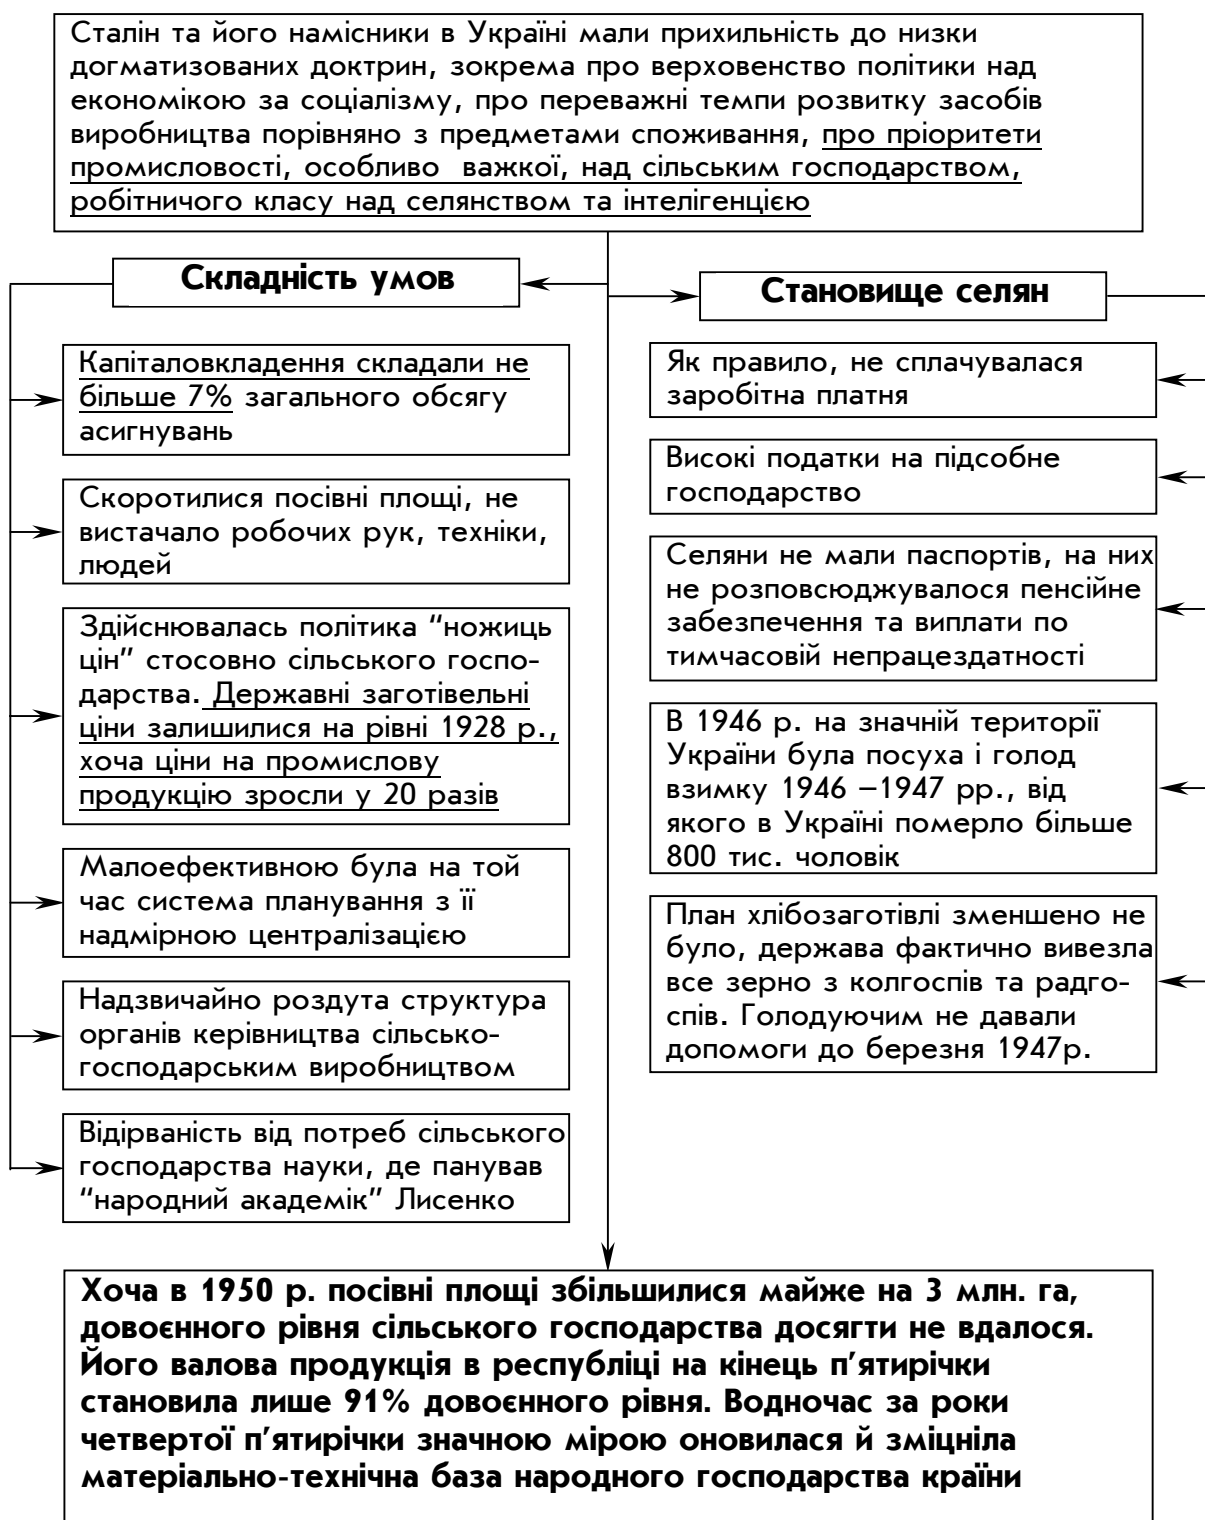 Сталін та його намісники в Україні мали прихильність до низки
догматизованих доктрин, зокрема про верховенство політики над
економікою за соціалізму, про переважні темпи розвитку засобів
виробництва порівняно з предметами споживання, про пріоритети
промисловості, особливо  важкої, над сільським господарством,
робітничого класу над селянством та інтелігенцією
Складність умов
Капіталовкладення складали не
більше 7% загального обсягу
асигнувань
Скоротилися посівні площі, не
вистачало робочих рук, техніки,
людей
Здійснювалась політика “ножиць
цін” стосовно сільського госпо-
дарства. Державні заготівельні
ціни залишилися на рівні 1928 р.,
хоча ціни на промислову
продукцію зросли у 20 разів
Малоефективною була на той
час система планування з її
надмірною централізацією
Надзвичайно роздута структура
органів керівництва сільсько-
господарським виробництвом
Відірваність від потреб сільського
господарства науки, де панував
“народний академік” Лисенко
Становище селян
Як правило, не сплачувалася
заробітна платня
Високі податки на підсобне
господарство
Селяни не мали паспортів, на них
не розповсюджувалося пенсійне
забезпечення та виплати по
тимчасовій непрацездатності
В 1946 р. на значній території
України була посуха і голод
взимку 1946 –1947 рр., від
якого в Україні померло більше
800 тис. чоловік
План хлібозаготівлі зменшено не
було, держава фактично вивезла
все зерно з колгоспів та радго-
спів. Голодуючим не давали
допомоги до березня 1947р.
Хоча в 1950 р. посівні площі збільшилися майже на 3 млн. га,
довоєнного рівня сільського господарства досягти не вдалося.
Його валова продукція в республіці на кінець п’ятирічки
становила лише 91% довоєнного рівня. Водночас за роки
четвертої п’ятирічки значною мірою оновилася й зміцніла
матеріально-технічна база народного господарства країни